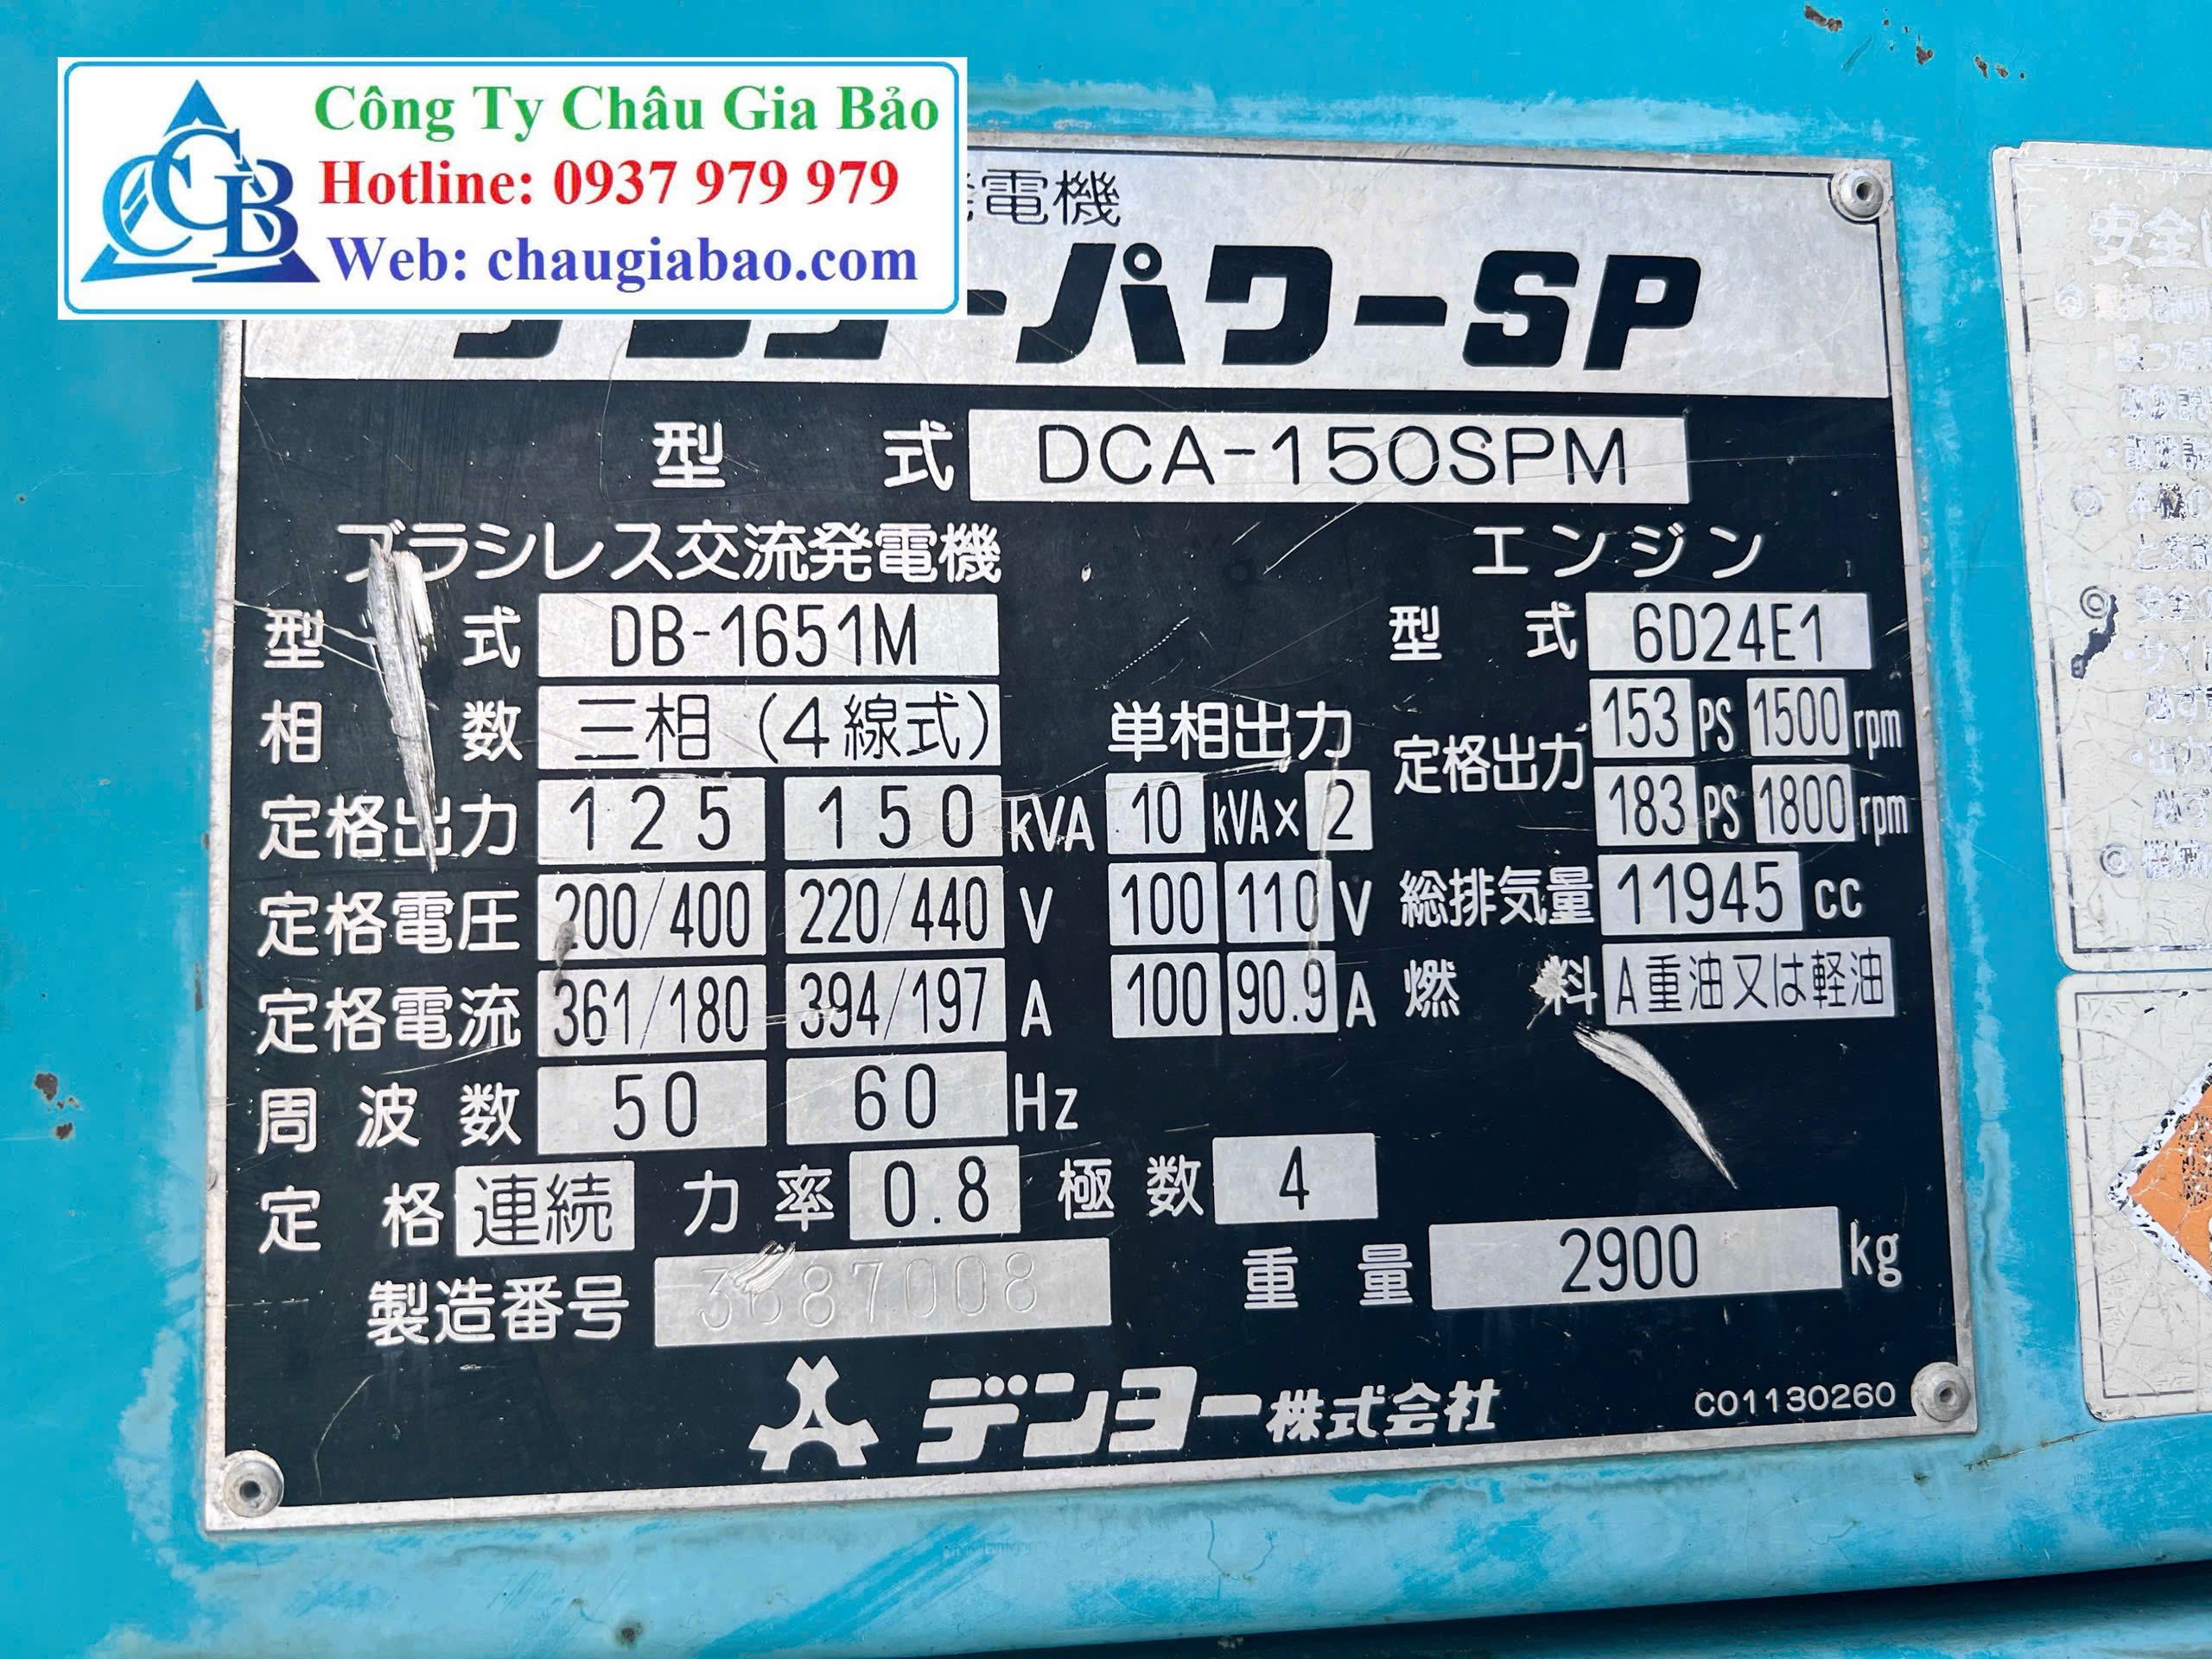 Công Ty Châu Gia Bảo
Hotline: 0937 979 979
Web: chaugiabao.com
CGB
電機
ーパワーSP
型式 DCA-150SPM
ブラシレス交流発電機
型式 DB-1651M
相数 三相(4線式)
定格出力 125 150 kVA
定格電圧 200/400 220/440 V
定格電流 361/180 394/197 A
周波数 50 60 Hz
定格 連続 力率 0.8 極数 4
単相出力
10 kVA× 2
100 110 V
100 90.9 A
エンジン
型式 6D24E1
定格出力 153 PS 1500 rpm
183 PS 1800 rpm
総排気量 11945 cc
燃料 A重油又は軽油
製造番号 3687008
重量 2900 kg
デンヨー株式会社
C01130260
安全